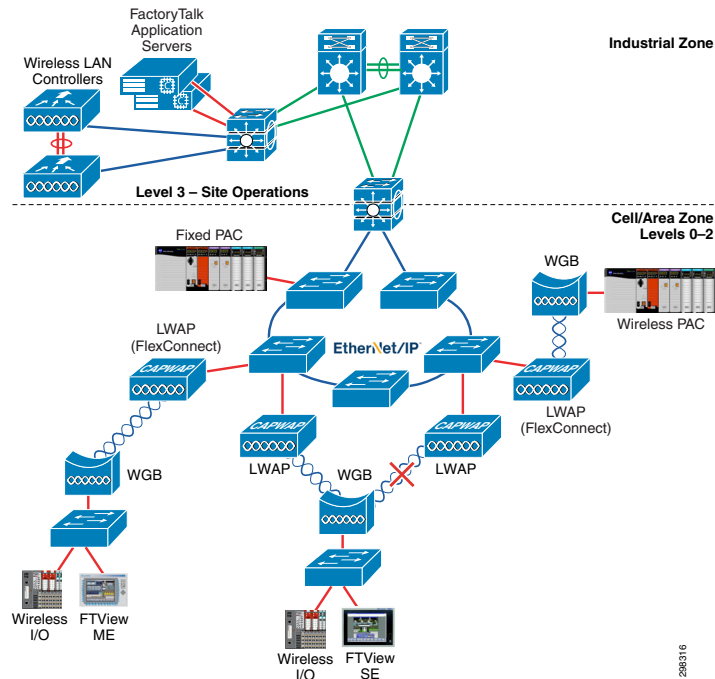 FactoryTalk
Application
Servers
Industrial Zone
Wireless LAN
Controllers
Level 3 – Site Operations
Cell/Area Zone
Levels 0–2
Fixed PAC
WGB
Wireless PAC
LWAP
(FlexConnect)
EtherNet/IP
CAPWAP
CAPWAP
LWAP
(FlexConnect)
CAPWAP
CAPWAP
LWAP
LWAP
WGB
WGB
Wireless
I/O
FTView
ME
Wireless
I/O
FTView
SE
298316